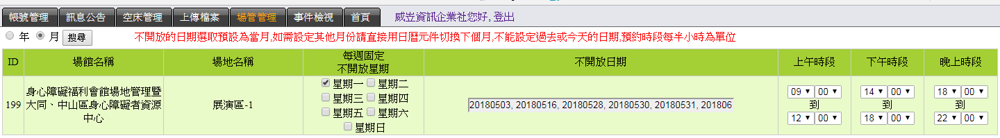 帳號管理 訊息公告 空床管理 上傳檔案 場管管理 事件檢視 首頁 威岦資訊企業社您好, 登出
年 月 搜尋 不開放的日期選取預設為當月,如需設定其他月份請直接用日曆元件切換下個月,不能設定過去或今天的日期,預約時段每半小時為單位
ID 場館名稱 場地名稱 每週固定 不開放日期 上午時段 下午時段 晚上時段
不開放星期
199 身心障礙福利會館場地管理暨
大同、中山區身心障礙者資源
中心
展演區-1
星期一 星期二
星期三 星期四
星期五 星期六
星期日
20180503, 20180516, 20180528, 20180530, 20180531, 201806
09 00
到
12 00
14 00
到
18 00
18 00
到
22 00